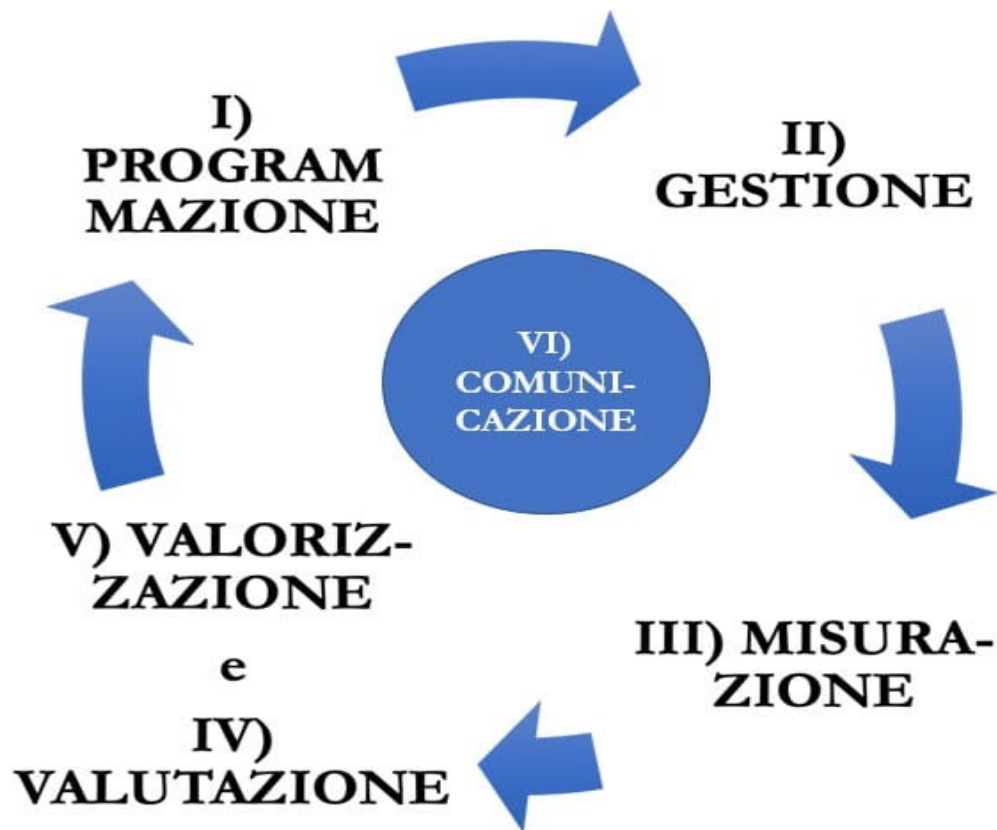 I)
PROGRAM
MAZIONE
II)
GESTIONE
VI)
COMUNI-
CAZIONE
III) MISURA-
ZIONE
V) VALORIZ-
ZAZIONE
e
IV)
VALUTAZIONE